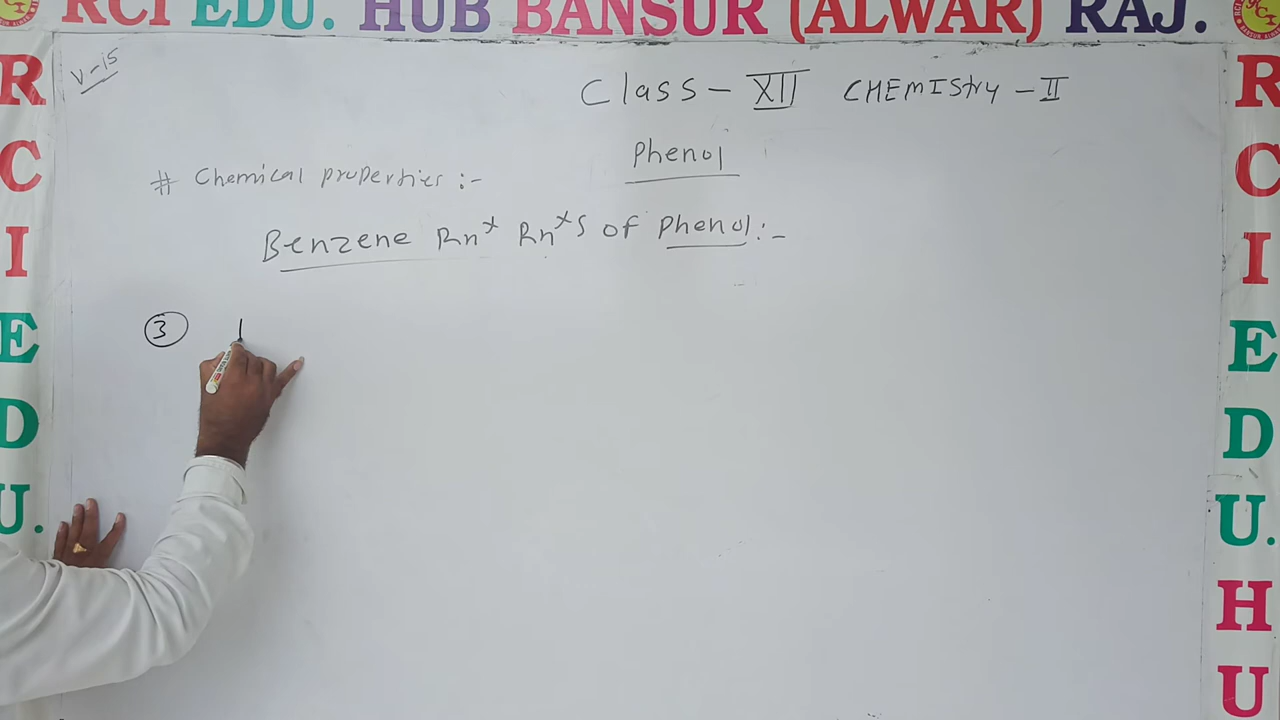 RCI EDU. HUB BANSUR (ALWAR) RAJ.
V-15
Class - XII CHEMISTRY - II
Phenol
# Chemical properties :-
Benzene Rnˣ Rnˣs of Phenol :-
③
R
C
I
E
D
U.
R
C
I
E
D
U.
H
U